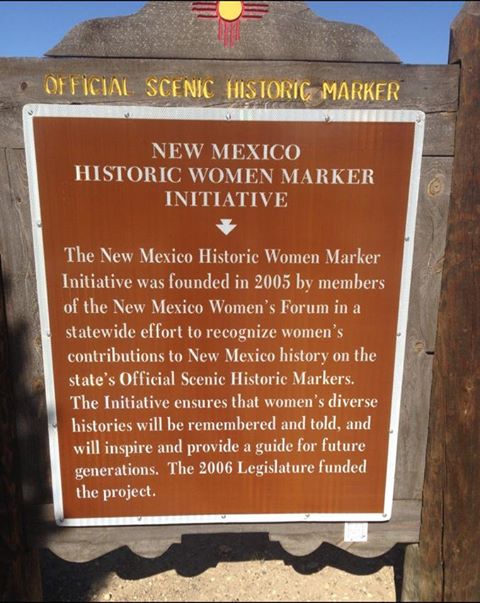 OFFICIAL SCENIC HISTORIC MARKER
NEW MEXICO
HISTORIC WOMEN MARKER
INITIATIVE
The New Mexico Historic Women Marker
Initiative was founded in 2005 by members
of the New Mexico Women's Forum in a
statewide effort to recognize women's
contributions to New Mexico history on the
state's Official Scenic Historic Markers.
The Initiative ensures that women's diverse
histories will be remembered and told, and
will inspire and provide a guide for future
generations. The 2006 Legislature funded
the project.